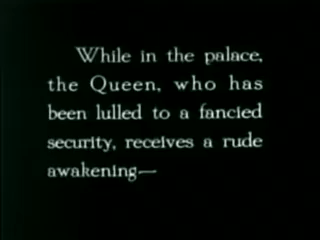 While in the palace,
the Queen, who has
been lulled to a fancied
security, receives a rude
awakening—